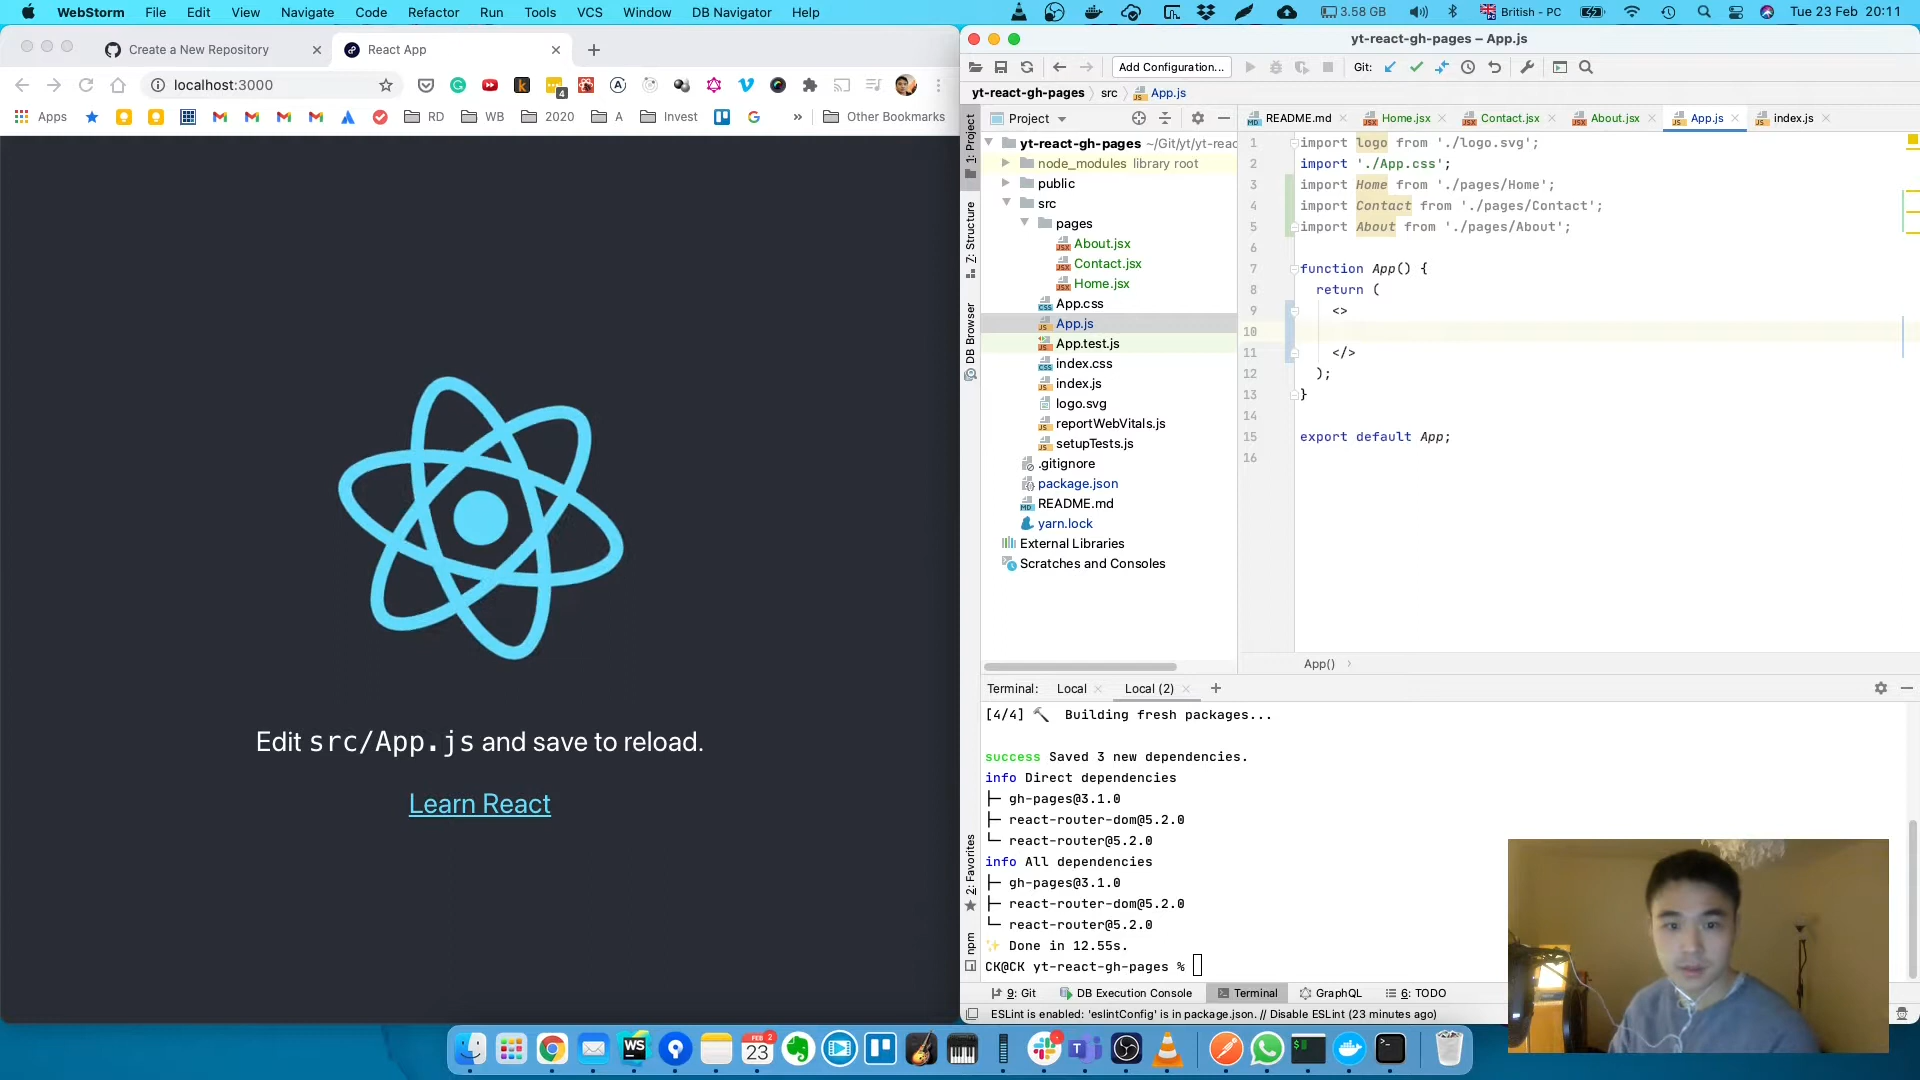 WebStorm File Edit View Navigate Code Refactor Run Tools VCS Window DB Navigator Help 3.58 GB British - PC Tue 23 Feb 20:11
Create a New Repository
React App
localhost:3000
4
Apps
RD
WB
2020
A
Invest
»
Other Bookmarks
Edit src/App.js and save to reload.
Learn React
yt-react-gh-pages – App.js
Add Configuration...
Git:
yt-react-gh-pages src App.js
1: Project
7: Structure
DB Browser
2: Favorites
npm
Project
yt-react-gh-pages ~/Git/yt/yt-reac
node_modules library root
public
src
pages
About.jsx
Contact.jsx
Home.jsx
App.css
App.js
App.test.js
index.css
index.js
logo.svg
reportWebVitals.js
setupTests.js
.gitignore
package.json
README.md
yarn.lock
External Libraries
Scratches and Consoles
README.md Home.jsx Contact.jsx About.jsx App.js index.js
1 import logo from './logo.svg';
2 import './App.css';
3 import Home from './pages/Home';
4 import Contact from './pages/Contact';
5 import About from './pages/About';
6
7 function App() {
8 return (
9 <>
10
11 </>
12 );
13 }
14
15 export default App;
16
App()
Terminal: Local Local (2) +
[4/4] 🔨 Building fresh packages...
success Saved 3 new dependencies.
info Direct dependencies
├─ gh-pages@3.1.0
├─ react-router-dom@5.2.0
└─ react-router@5.2.0
info All dependencies
├─ gh-pages@3.1.0
├─ react-router-dom@5.2.0
└─ react-router@5.2.0
✨ Done in 12.55s.
CK@CK yt-react-gh-pages %
9: Git DB Execution Console Terminal GraphQL 6: TODO
ESLint is enabled: 'eslintConfig' is in package.json. // Disable ESLint (23 minutes ago)
WS
FEB
23
2